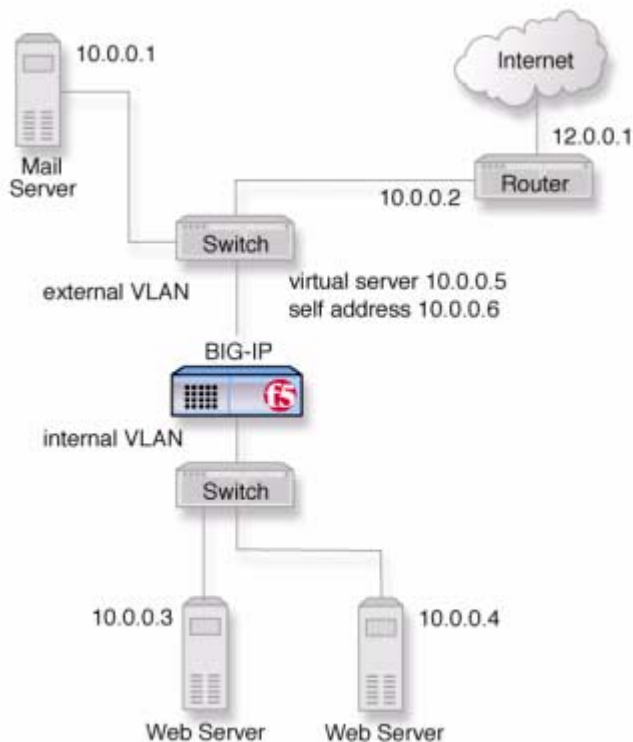 10.0.0.1
Internet
12.0.0.1
Mail
Server
Router
10.0.0.2
Switch
external VLAN
virtual server 10.0.0.5
self address 10.0.0.6
BIG-IP
f5
internal VLAN
Switch
10.0.0.3
10.0.0.4
Web Server
Web Server